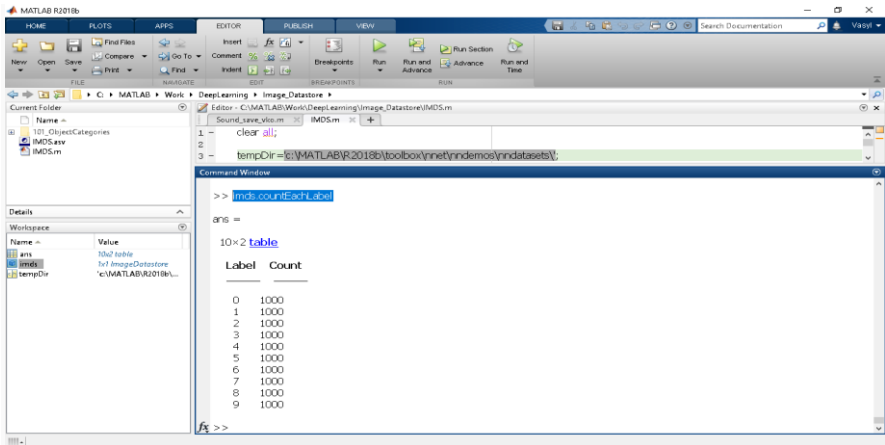 MATLAB R2018b
HOME PLOTS APPS EDITOR PUBLISH VIEW Search Documentation Vasyl
New Open Save Find Files Compare Print Go To Find Insert Comment Indent fx Breakpoints Run Run and Advance Run Section Advance Run and Time
FILE NAVIGATE EDIT BREAKPOINTS RUN
C: ▸ MATLAB ▸ Work ▸ DeepLearning ▸ Image_Datastore ▸
Current Folder
Name
101_ObjectCategories
IMDS.asv
IMDS.m
Details
Workspace
Name Value
ans 10x2 table
imds 1x1 ImageDatastore
tempDir 'c:\MATLAB\R2018b\...
Editor - C:\MATLAB\Work\DeepLearning\Image_Datastore\IMDS.m
Sound_save_vko.m IMDS.m +
1 - clear all;
2
3 - tempDir='c:\MATLAB\R2018b\toolbox\nnet\nndemos\nndatasets\';
Command Window
>> imds.countEachLabel
ans =
10×2 table
Label Count
0 1000
1 1000
2 1000
3 1000
4 1000
5 1000
6 1000
7 1000
8 1000
9 1000
fx >>